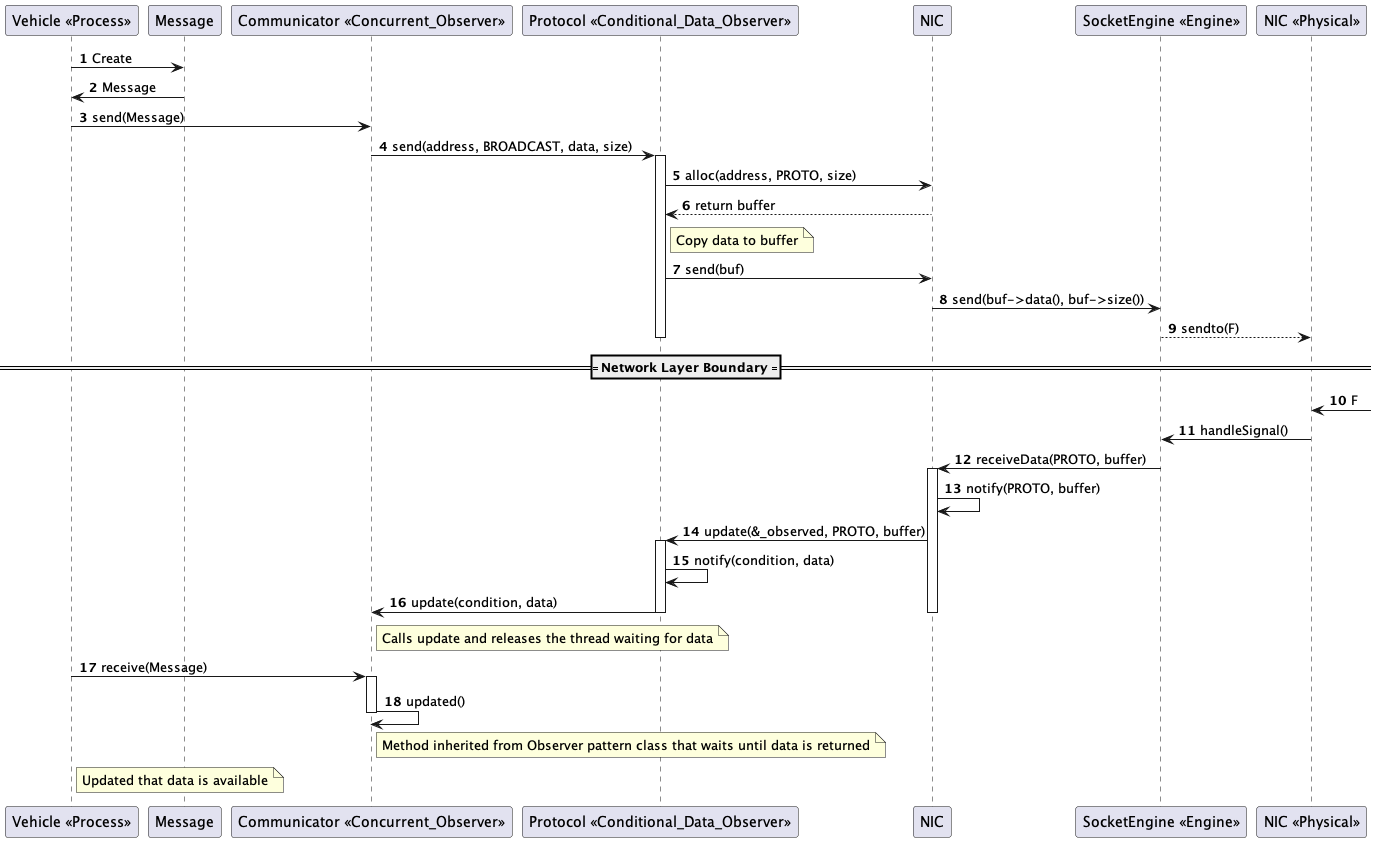 Vehicle «Process» Message Communicator «Concurrent_Observer» Protocol «Conditional_Data_Observer» NIC SocketEngine «Engine» NIC «Physical»
1 Create
2 Message
3 send(Message)
4 send(address, BROADCAST, data, size)
5 alloc(address, PROTO, size)
6 return buffer
Copy data to buffer
7 send(buf)
8 send(buf->data(), buf->size())
9 sendto(F)
Network Layer Boundary
10 F
11 handleSignal()
12 receiveData(PROTO, buffer)
13 notify(PROTO, buffer)
14 update(&_observed, PROTO, buffer)
15 notify(condition, data)
16 update(condition, data)
Calls update and releases the thread waiting for data
17 receive(Message)
18 updated()
Method inherited from Observer pattern class that waits until data is returned
Updated that data is available
Vehicle «Process» Message Communicator «Concurrent_Observer» Protocol «Conditional_Data_Observer» NIC SocketEngine «Engine» NIC «Physical»